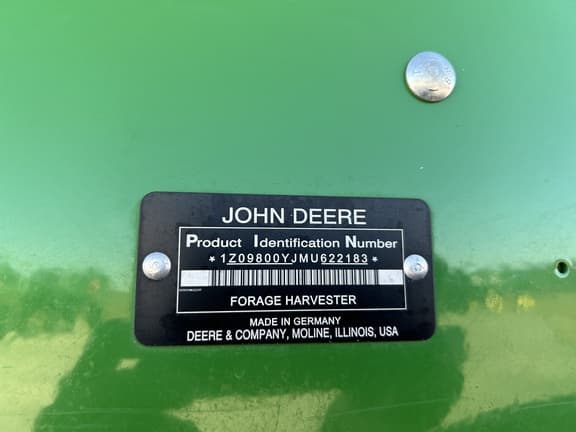 JOHN DEERE
Product Identification Number
*1Z09800YJMU622183*
FORAGE HARVESTER
MADE IN GERMANY
DEERE & COMPANY, MOLINE, ILLINOIS, USA